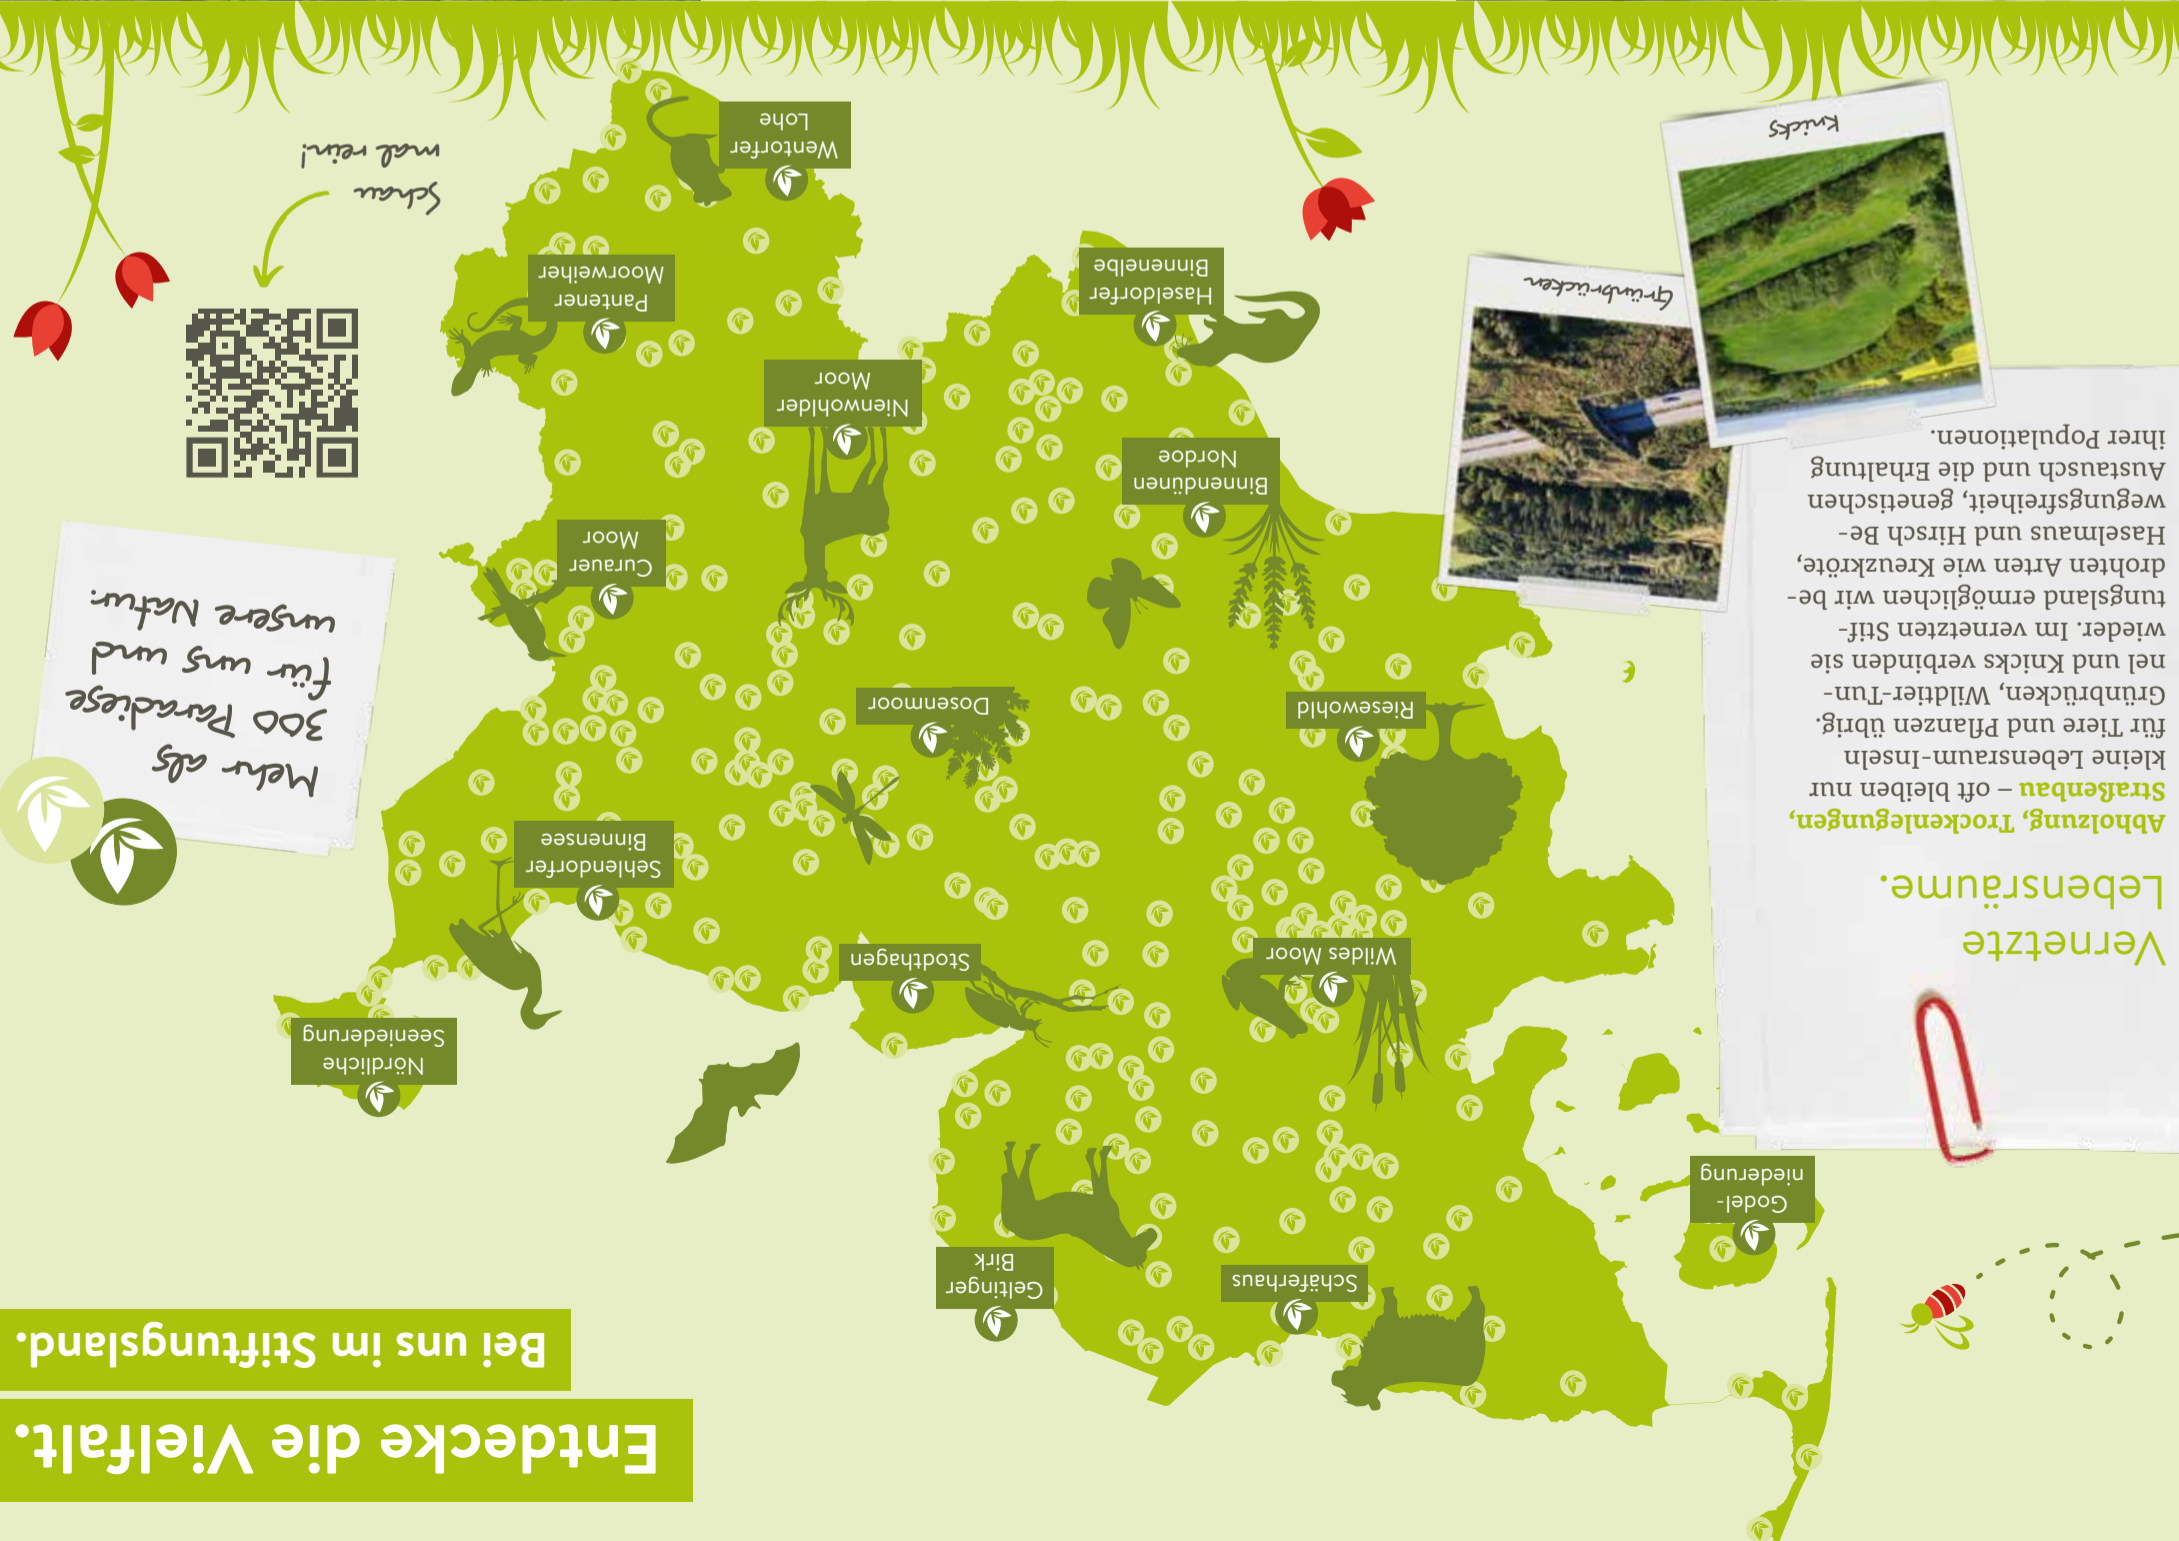 Entdecke die Vielfalt.
Bei uns im Stiftungsland.
Vernetzte
Lebensräume.
Abholzung, Trockenlegungen,
Straßenbau – oft bleiben nur
kleine Lebensraum-Inseln
für Tiere und Pflanzen übrig.
Grünbrücken, Wildtier-Tun-
nel und Knicks verbinden sie
wieder. Im vernetzten Stif-
tungsland ermöglichen wir be-
drohten Arten wie Kreuzkröte,
Haselmaus und Hirsch Be-
wegungsfreiheit, genetischen
Austausch und die Erhaltung
ihrer Populationen.
Knicks
Grünbrücken
Godel-
niederung
Schäferhaus
Geltinger
Birk
Nördliche
Seeniederung
Wildes Moor
Stodthagen
Sehlendorfer
Binnensee
Riesewohld
Dosenmoor
Curauer
Moor
Binnendünen
Nordoe
Nienwohlder
Moor
Haseldorfer
Binnenelbe
Pantener
Moorweiher
Wentorfer
Lohe
Mehr als
300 Paradiese
für uns und
unsere Natur.
Schau
mal rein!